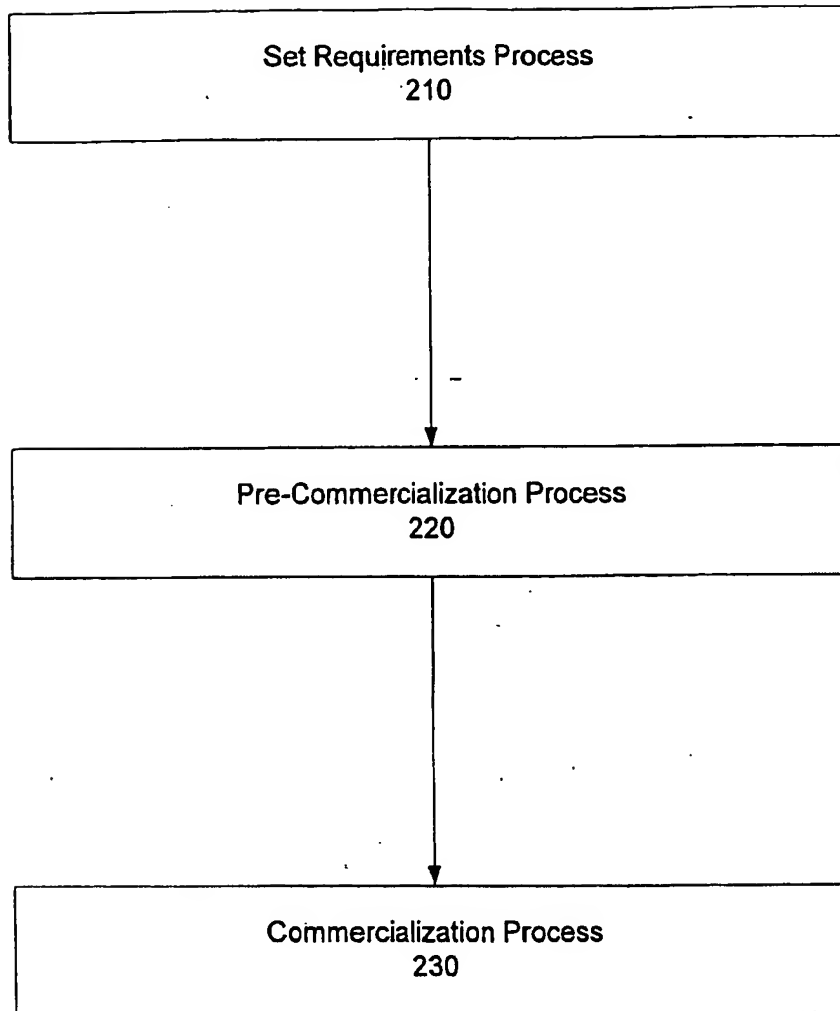 Set Requirements Process
210
Pre-Commercialization Process
220
Commercialization Process
230